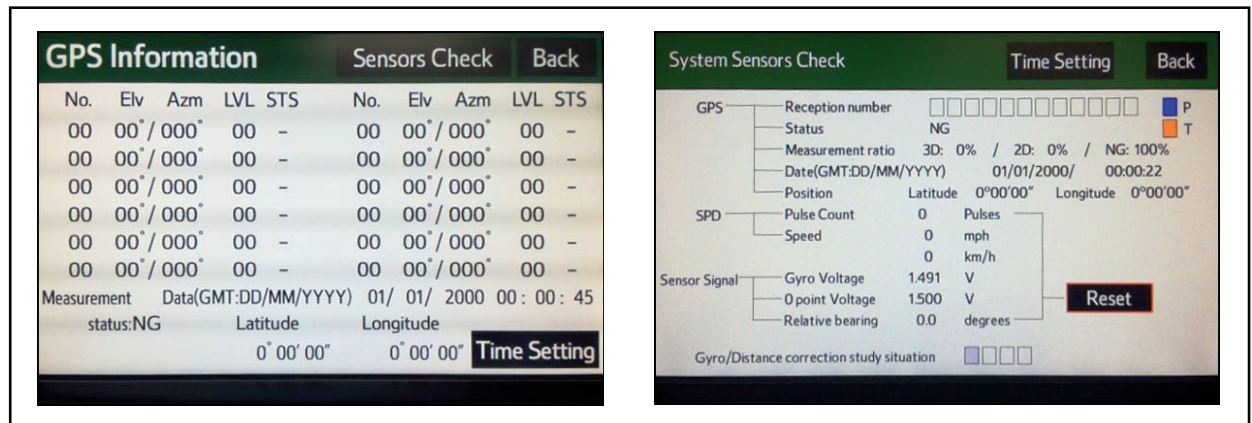 GPS Information Sensors Check Back
No. Elv Azm LVL STS No. Elv Azm LVL STS
00 00°/ 000° 00 – 00 00°/ 000° 00 –
00 00°/ 000° 00 – 00 00°/ 000° 00 –
00 00°/ 000° 00 – 00 00°/ 000° 00 –
00 00°/ 000° 00 – 00 00°/ 000° 00 –
00 00°/ 000° 00 – 00 00°/ 000° 00 –
00 00°/ 000° 00 – 00 00°/ 000° 00 –
Measurement Data(GMT:DD/MM/YYYY) 01/ 01/ 2000 00 : 00 : 45
status:NG Latitude Longitude
0° 00′ 00″ 0° 00′ 00″ Time Setting
System Sensors Check Time Setting Back
GPS Reception number P
Status NG T
Measurement ratio 3D: 0% / 2D: 0% / NG: 100%
Date(GMT:DD/MM/YYYY) 01/01/2000/ 00:00:22
Position Latitude 0°00′00″ Longitude 0°00′00″
SPD Pulse Count 0 Pulses
Speed 0 mph
0 km/h
Sensor Signal Gyro Voltage 1.491 V
0 point Voltage 1.500 V Reset
Relative bearing 0.0 degrees
Gyro/Distance correction study situation